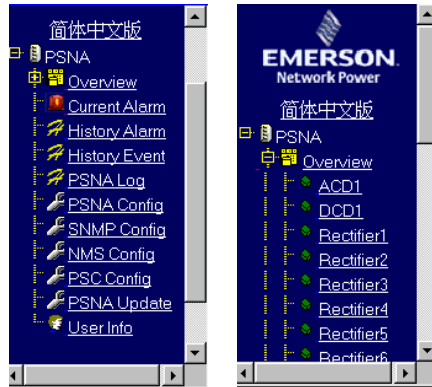 简体中文版
PSNA
Overview
Current Alarm
History Alarm
History Event
PSNA Log
PSNA Config
SNMP Config
NMS Config
PSC Config
PSNA Update
User Info
EMERSON.
Network Power
简体中文版
PSNA
Overview
ACD1
DCD1
Rectifier1
Rectifier2
Rectifier3
Rectifier4
Rectifier5
Rectifier6